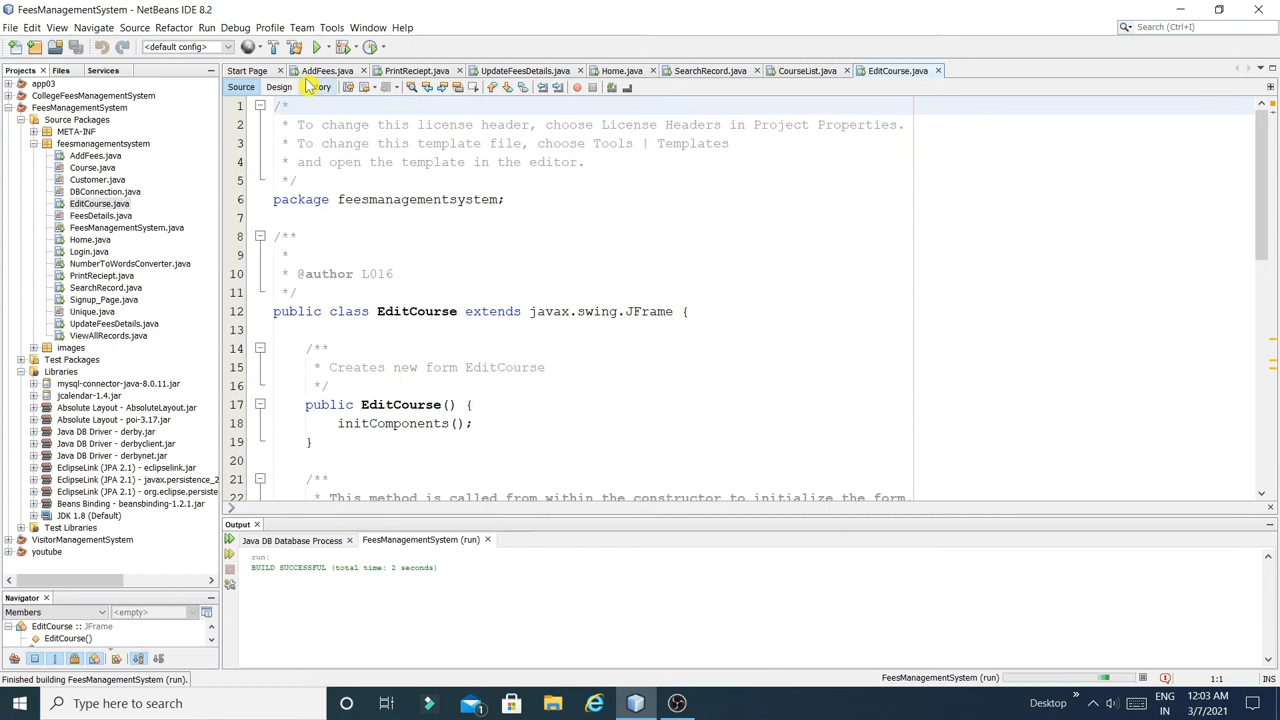 FeesManagementSystem - NetBeans IDE 8.2
File Edit View Navigate Source Refactor Run Debug Profile Team Tools Window Help
Search (Ctrl+I)
<default config>
Projects Files Services
Start Page AddFees.java PrintReciept.java UpdateFeesDetails.java Home.java SearchRecord.java CourseList.java EditCourse.java
Source Design
app03
CollegeFeesManagementSystem
FeesManagementSystem
Source Packages
META-INF
feesmanagementsystem
AddFees.java
Course.java
Customer.java
DBConnection.java
EditCourse.java
FeesDetails.java
FeesManagementSystem.java
Home.java
Login.java
NumberToWordsConverter.java
PrintReciept.java
SearchRecord.java
Signup_Page.java
Unique.java
UpdateFeesDetails.java
ViewAllRecords.java
images
Test Packages
Libraries
mysql-connector-java-8.0.11.jar
jcalendar-1.4.jar
Absolute Layout - AbsoluteLayout.jar
Absolute Layout - poi-3.17.jar
Java DB Driver - derby.jar
Java DB Driver - derbyclient.jar
Java DB Driver - derbynet.jar
EclipseLink (JPA 2.1) - eclipselink.jar
EclipseLink (JPA 2.1) - javax.persistence_2
EclipseLink (JPA 2.1) - org.eclipse.persiste
Beans Binding - beansbinding-1.2.1.jar
JDK 1.8 (Default)
Test Libraries
VisitorManagementSystem
youtube
1 /*
2 * To change this license header, choose License Headers in Project Properties.
3 * To change this template file, choose Tools | Templates
4 * and open the template in the editor.
5 */
6 package feesmanagementsystem;
7
8 /**
9 *
10 * @author L016
11 */
12 public class EditCourse extends javax.swing.JFrame {
13
14 /**
15 * Creates new form EditCourse
16 */
17 public EditCourse() {
18 initComponents();
19 }
20
21 /**
22 * This method is called from within the constructor to initialize the form.
Output
Java DB Database Process FeesManagementSystem (run)
run:
BUILD SUCCESSFUL (total time: 2 seconds)
Navigator
Members <empty>
EditCourse :: JFrame
EditCourse()
Finished building FeesManagementSystem (run).
FeesManagementSystem (run) 1:1 INS
Type here to search
Desktop
ENG
IN
12:03 AM
3/7/2021